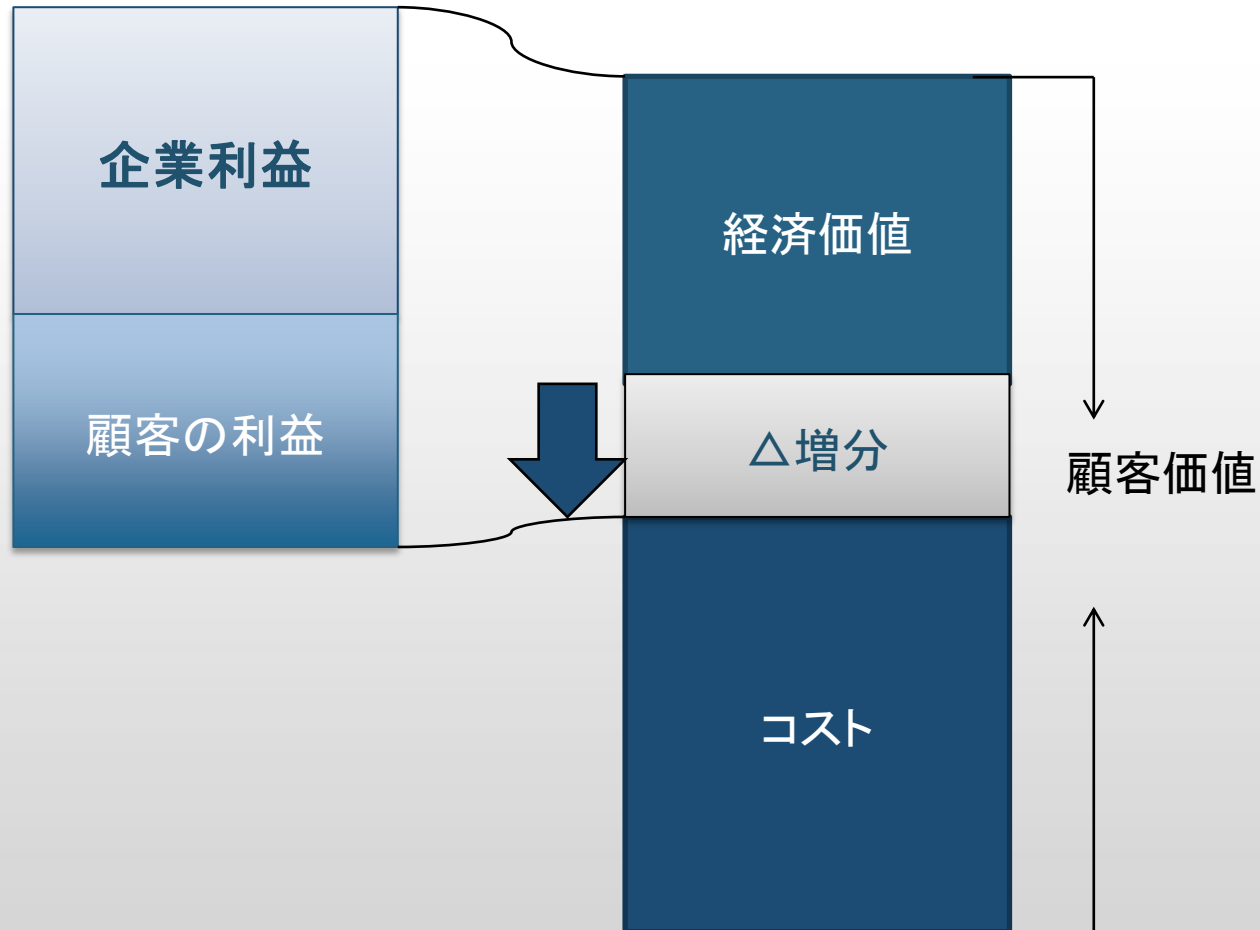 企業利益
顧客の利益
経済価値
△増分
コスト
顧客価値